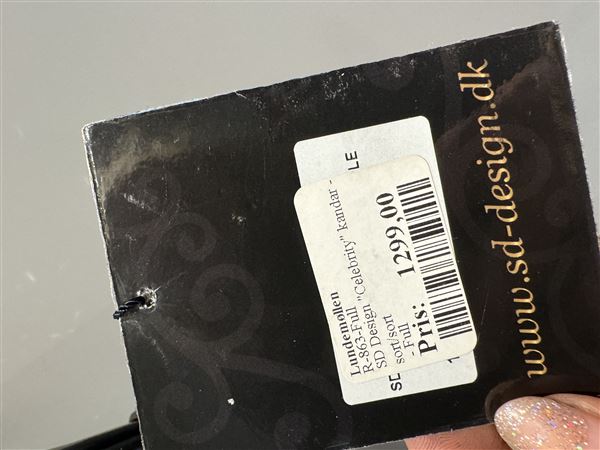 Lundemøllen
R-863-Full
SD Design "Celebrity" kandar -
sort/sort
- Full
Pris: 1299,00
www.sd-design.dk